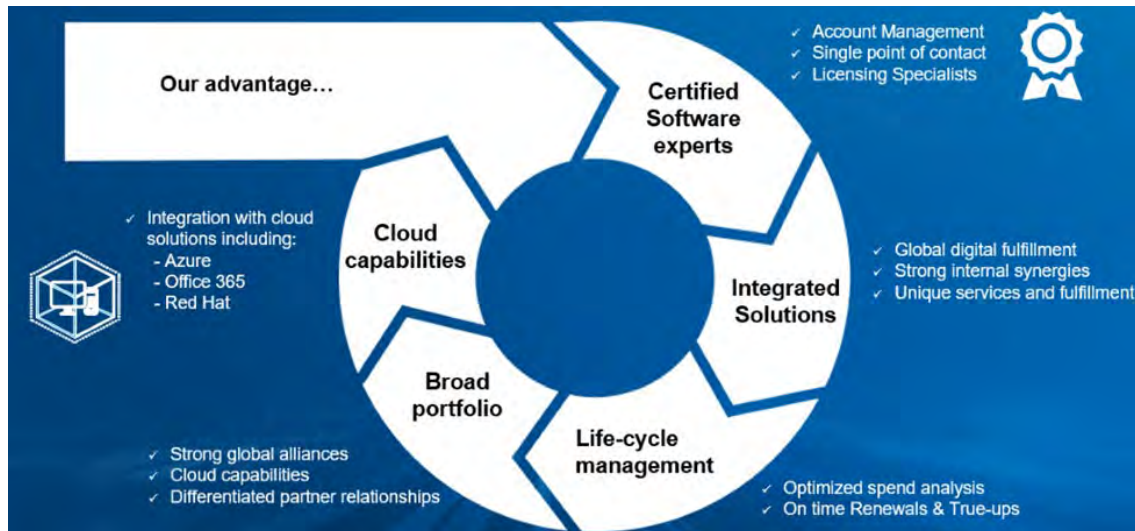 Our advantage…
Certified
Software
experts
✓ Account Management
✓ Single point of contact
✓ Licensing Specialists
Integrated
Solutions
✓ Global digital fulfillment
✓ Strong internal synergies
✓ Unique services and fulfillment
Life-cycle
management
✓ Optimized spend analysis
✓ On time Renewals & True-ups
Broad
portfolio
✓ Strong global alliances
✓ Cloud capabilities
✓ Differentiated partner relationships
Cloud
capabilities
✓ Integration with cloud
solutions including:
- Azure
- Office 365
- Red Hat